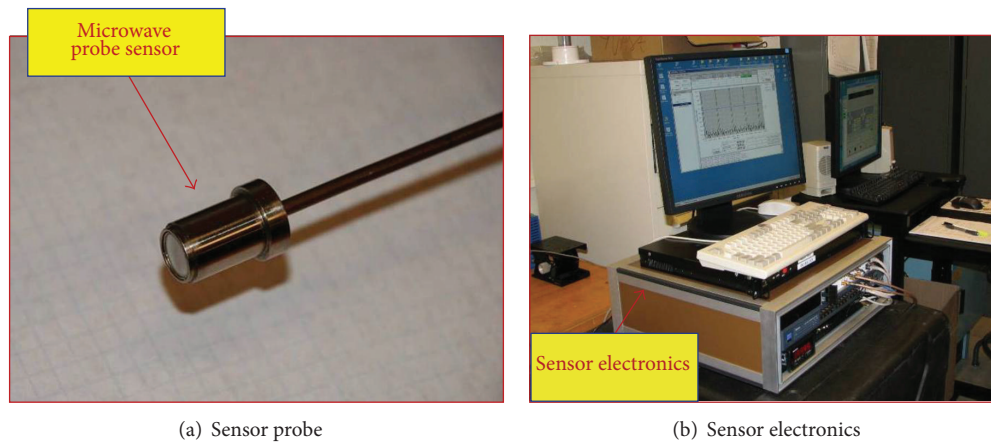 Microwave
probe sensor
Sensor electronics
(a) Sensor probe
(b) Sensor electronics